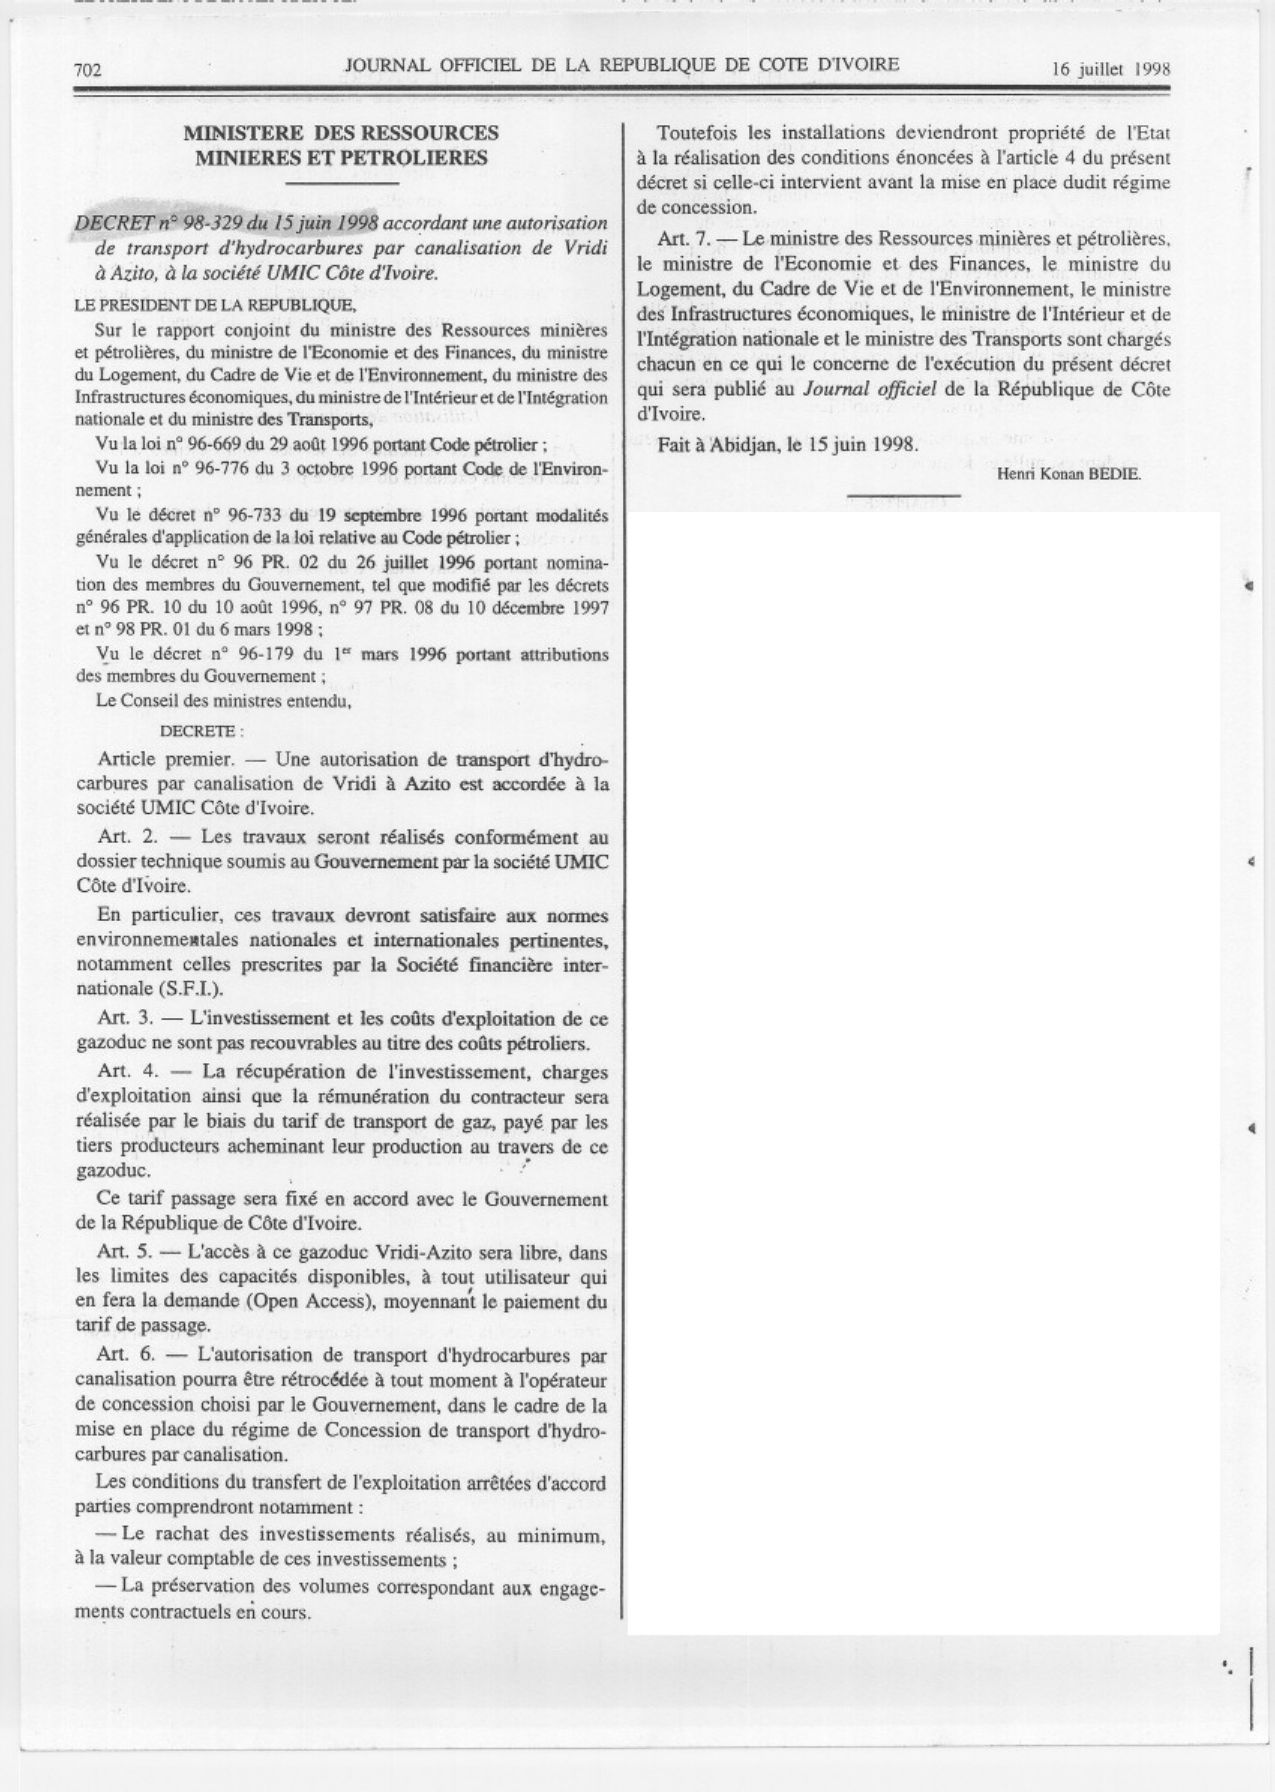 702
JOURNAL OFFICIEL DE LA REPUBLIQUE DE COTE D'IVOIRE
16 juillet 1998
MINISTERE DES RESSOURCES
MINIERES ET PETROLIERES
DECRET n° 98-329 du 15 juin 1998 accordant une autorisation
de transport d'hydrocarbures par canalisation de Vridi
à Azito, à la société UMIC Côte d'Ivoire.
LE PRESIDENT DE LA REPUBLIQUE,
Sur le rapport conjoint du ministre des Ressources minières
et pétrolières, du ministre de l'Economie et des Finances, du ministre
du Logement, du Cadre de Vie et de l'Environnement, du ministre des
Infrastructures économiques, du ministre de l'Intérieur et de l'Intégration
nationale et du ministre des Transports,
Vu la loi n° 96-669 du 29 août 1996 portant Code pétrolier ;
Vu la loi n° 96-776 du 3 octobre 1996 portant Code de l'Environ-
nement ;
Vu le décret n° 96-733 du 19 septembre 1996 portant modalités
générales d'application de la loi relative au Code pétrolier ;
Vu le décret n° 96 PR. 02 du 26 juillet 1996 portant nomina-
tion des membres du Gouvernement, tel que modifié par les décrets
n° 96 PR. 10 du 10 août 1996, n° 97 PR. 08 du 10 décembre 1997
et n° 98 PR. 01 du 6 mars 1998 ;
Vu le décret n° 96-179 du 1er mars 1996 portant attributions
des membres du Gouvernement ;
Le Conseil des ministres entendu,
DECRETE :
Article premier. — Une autorisation de transport d'hydro-
carbures par canalisation de Vridi à Azito est accordée à la
société UMIC Côte d'Ivoire.
Art. 2. — Les travaux seront réalisés conformément au
dossier technique soumis au Gouvernement par la société UMIC
Côte d'Ivoire.
En particulier, ces travaux devront satisfaire aux normes
environnementales nationales et internationales pertinentes,
notamment celles prescrites par la Société financière inter-
nationale (S.F.I.).
Art. 3. — L'investissement et les coûts d'exploitation de ce
gazoduc ne sont pas recouvrables au titre des coûts pétroliers.
Art. 4. — La récupération de l'investissement, charges
d'exploitation ainsi que la rémunération du contracteur sera
réalisée par le biais du tarif de transport de gaz, payé par les
tiers producteurs acheminant leur production au travers de ce
gazoduc.
Ce tarif passage sera fixé en accord avec le Gouvernement
de la République de Côte d'Ivoire.
Art. 5. — L'accès à ce gazoduc Vridi-Azito sera libre, dans
les limites des capacités disponibles, à tout utilisateur qui
en fera la demande (Open Access), moyennant le paiement du
tarif de passage.
Art. 6. — L'autorisation de transport d'hydrocarbures par
canalisation pourra être rétrocédée à tout moment à l'opérateur
de concession choisi par le Gouvernement, dans le cadre de la
mise en place du régime de Concession de transport d'hydro-
carbures par canalisation.
Les conditions du transfert de l'exploitation arrêtées d'accord
parties comprendront notamment :
— Le rachat des investissements réalisés, au minimum,
à la valeur comptable de ces investissements ;
— La préservation des volumes correspondant aux engage-
ments contractuels en cours.
Toutefois les installations deviendront propriété de l'Etat
à la réalisation des conditions énoncées à l'article 4 du présent
décret si celle-ci intervient avant la mise en place dudit régime
de concession.
Art. 7. — Le ministre des Ressources minières et pétrolières,
le ministre de l'Economie et des Finances, le ministre du
Logement, du Cadre de Vie et de l'Environnement, le ministre
des Infrastructures économiques, le ministre de l'Intérieur et de
l'Intégration nationale et le ministre des Transports sont chargés
chacun en ce qui le concerne de l'exécution du présent décret
qui sera publié au Journal officiel de la République de Côte
d'Ivoire.
Fait à Abidjan, le 15 juin 1998.
Henri Konan BEDIE.